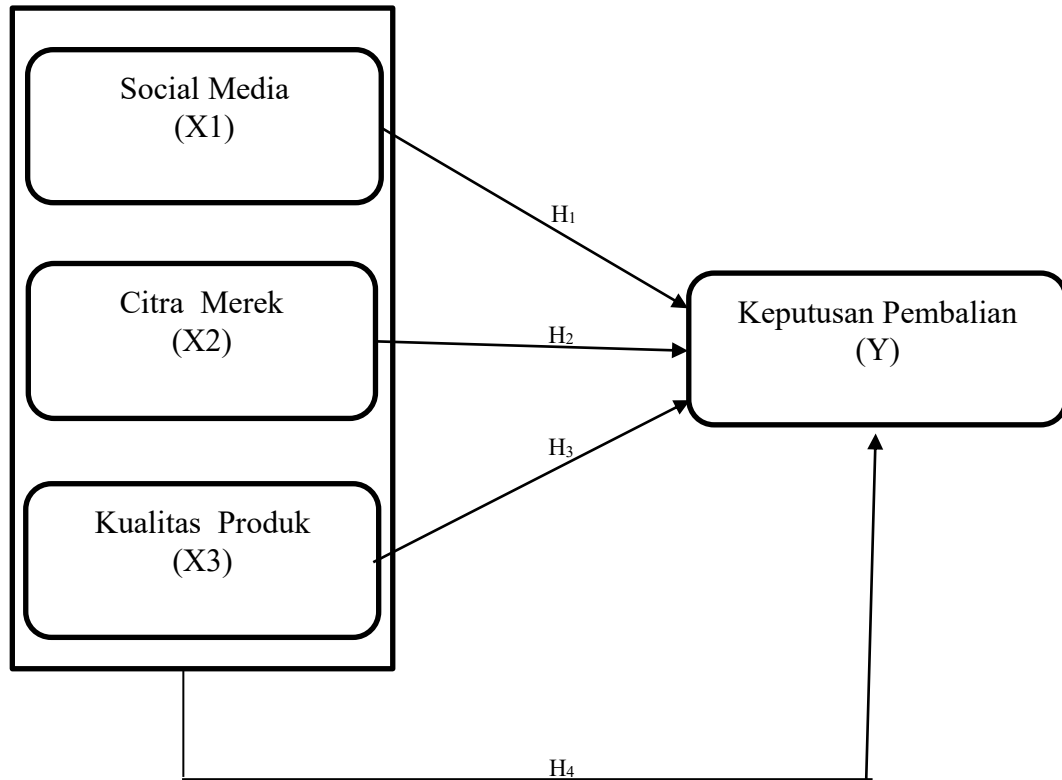 Social Media
(X1)
H1
Citra Merek
(X2)
H2
Keputusan Pembalian
(Y)
H3
Kualitas Produk
(X3)
H4